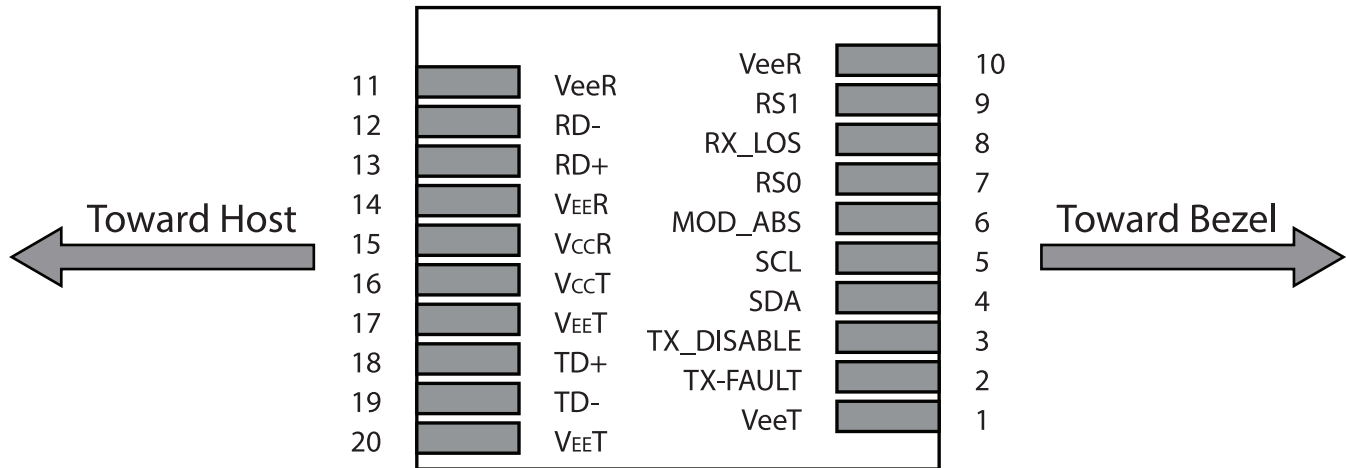 11 VeeR
12 RD-
13 RD+
14 VEER
15 VCCR
16 VCCT
17 VEET
18 TD+
19 TD-
20 VEET
VeeR 10
RS1 9
RX_LOS 8
RS0 7
MOD_ABS 6
SCL 5
SDA 4
TX_DISABLE 3
TX-FAULT 2
VeeT 1
Toward Host
Toward Bezel